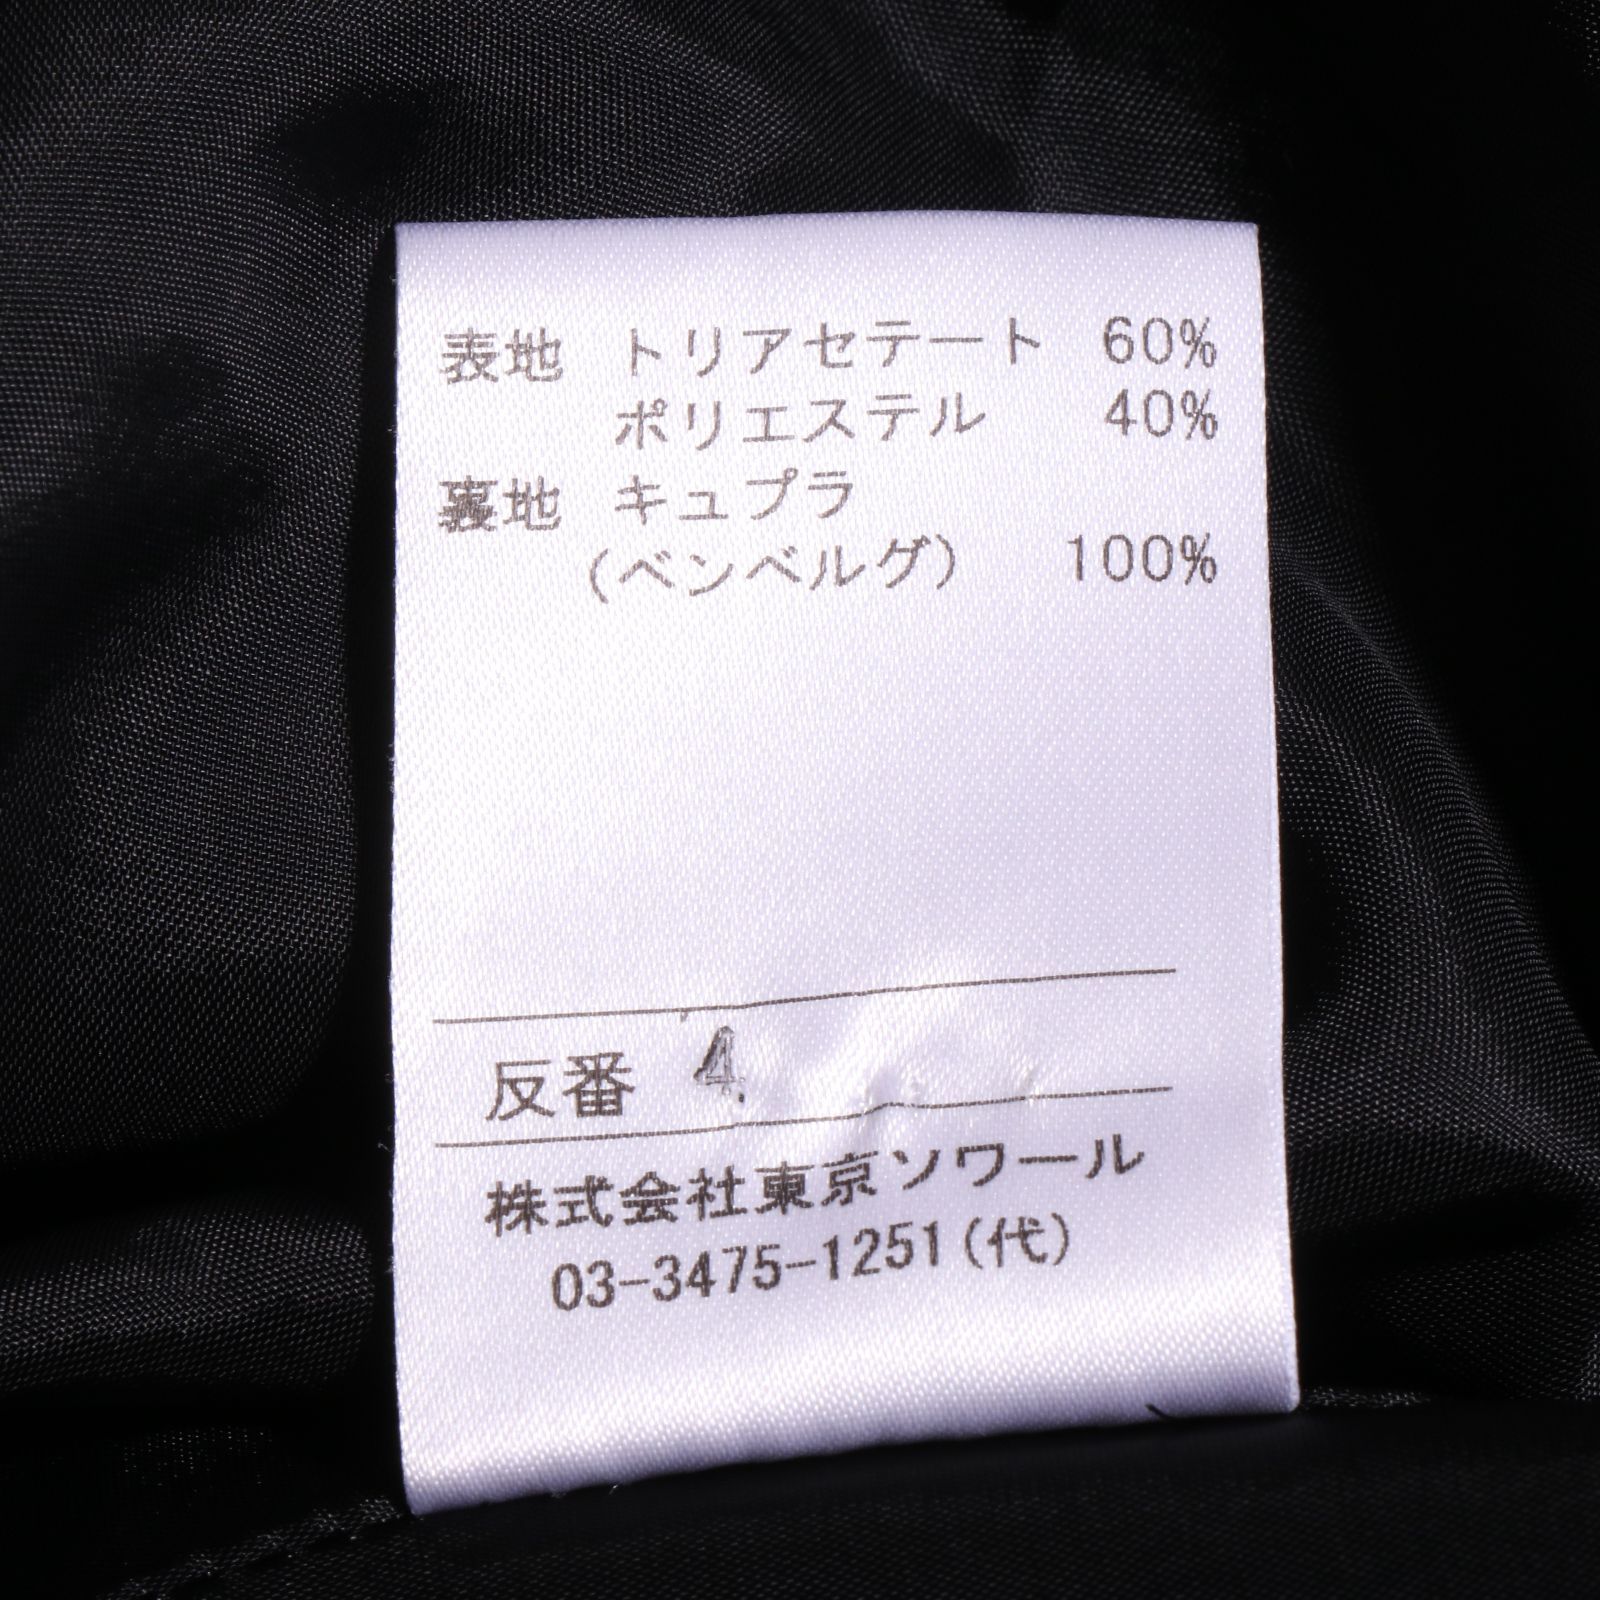 表地 トリアセテート 60%
ポリエステル 40%
裏地 キュプラ
(ベンベルグ) 100%
反番 4
株式会社東京ソワール
03-3475-1251(代)